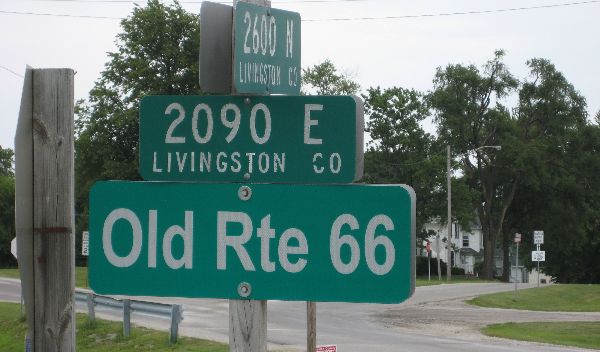 2600 N
LIVINGSTON CO
2090 E
LIVINGSTON CO
Old Rte 66